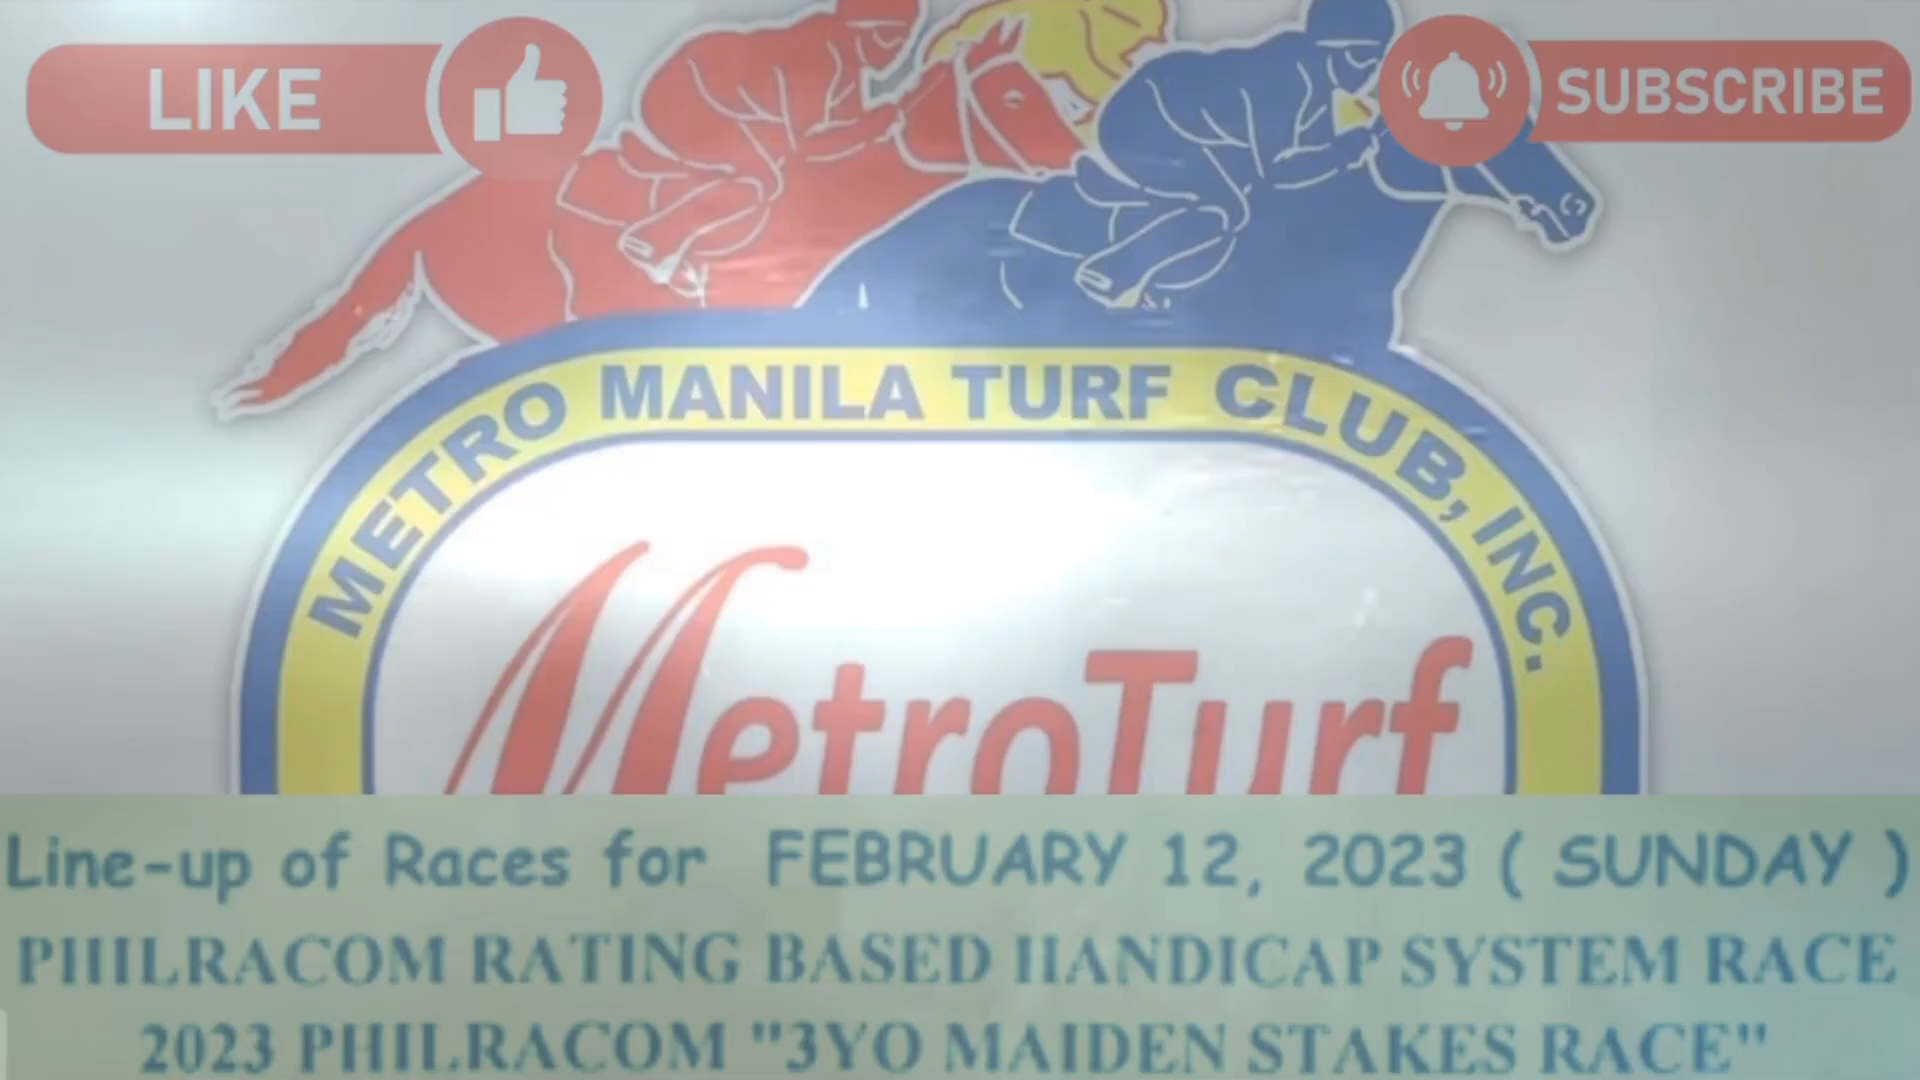 LIKE
SUBSCRIBE
METRO MANILA TURF CLUB, INC.
MetroTurf
Line-up of Races for FEBRUARY 12, 2023 ( SUNDAY )
PHILRACOM RATING BASED HANDICAP SYSTEM RACE
2023 PHILRACOM "3YO MAIDEN STAKES RACE"